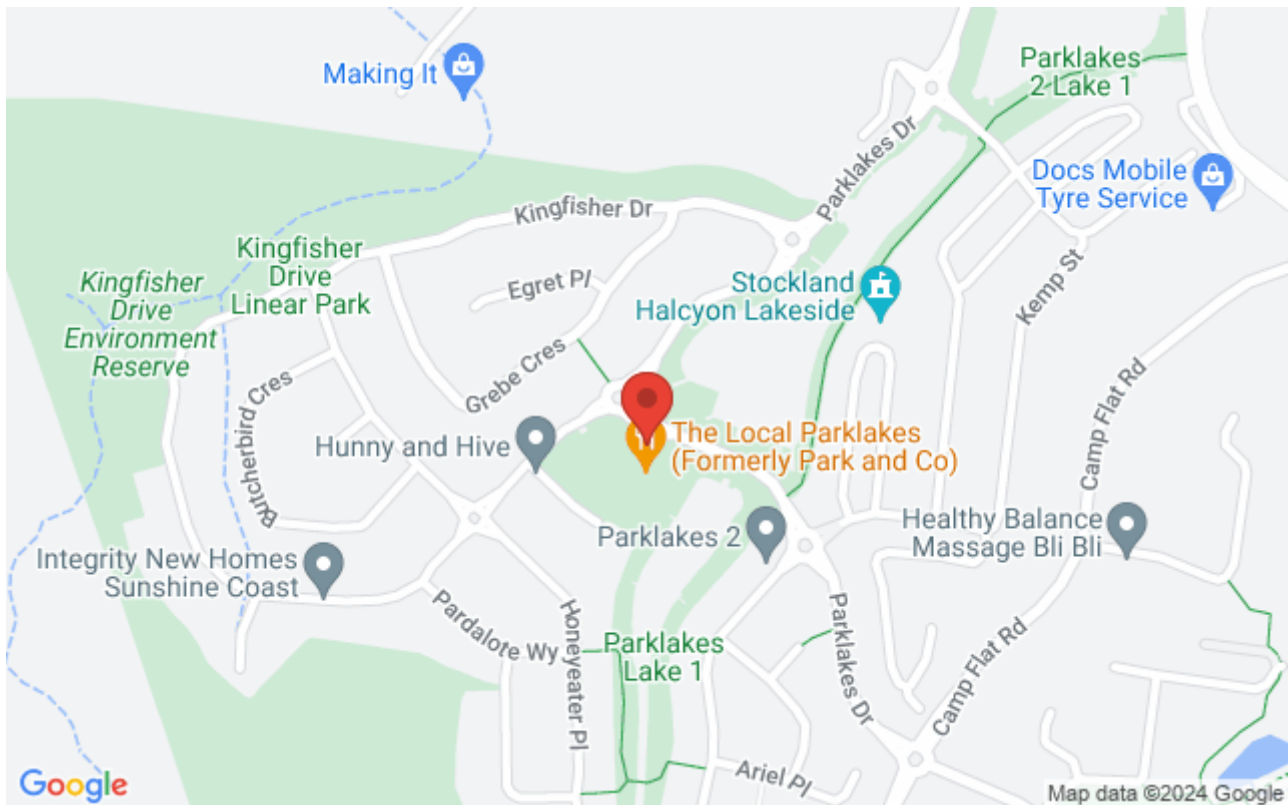 Making It
Parklakes
2 Lake 1
Parklakes Dr
Docs Mobile
Tyre Service
Kingfisher Dr
Kingfisher
Drive
Linear Park
Kingfisher
Drive
Environment
Reserve
Egret Pl
Stockland
Halcyon Lakeside
Kemp St
Grebe Cres
Butcherbird Cres
Camp Flat Rd
Hunny and Hive
The Local Parklakes
(Formerly Park and Co)
Parklakes 2
Healthy Balance
Massage Bli Bli
Integrity New Homes
Sunshine Coast
Pardalote Wy
Honeyeater Pl
Parklakes
Lake 1
Parklakes Dr
Camp Flat Rd
Ariel Pl
Google
Map data ©2024 Google